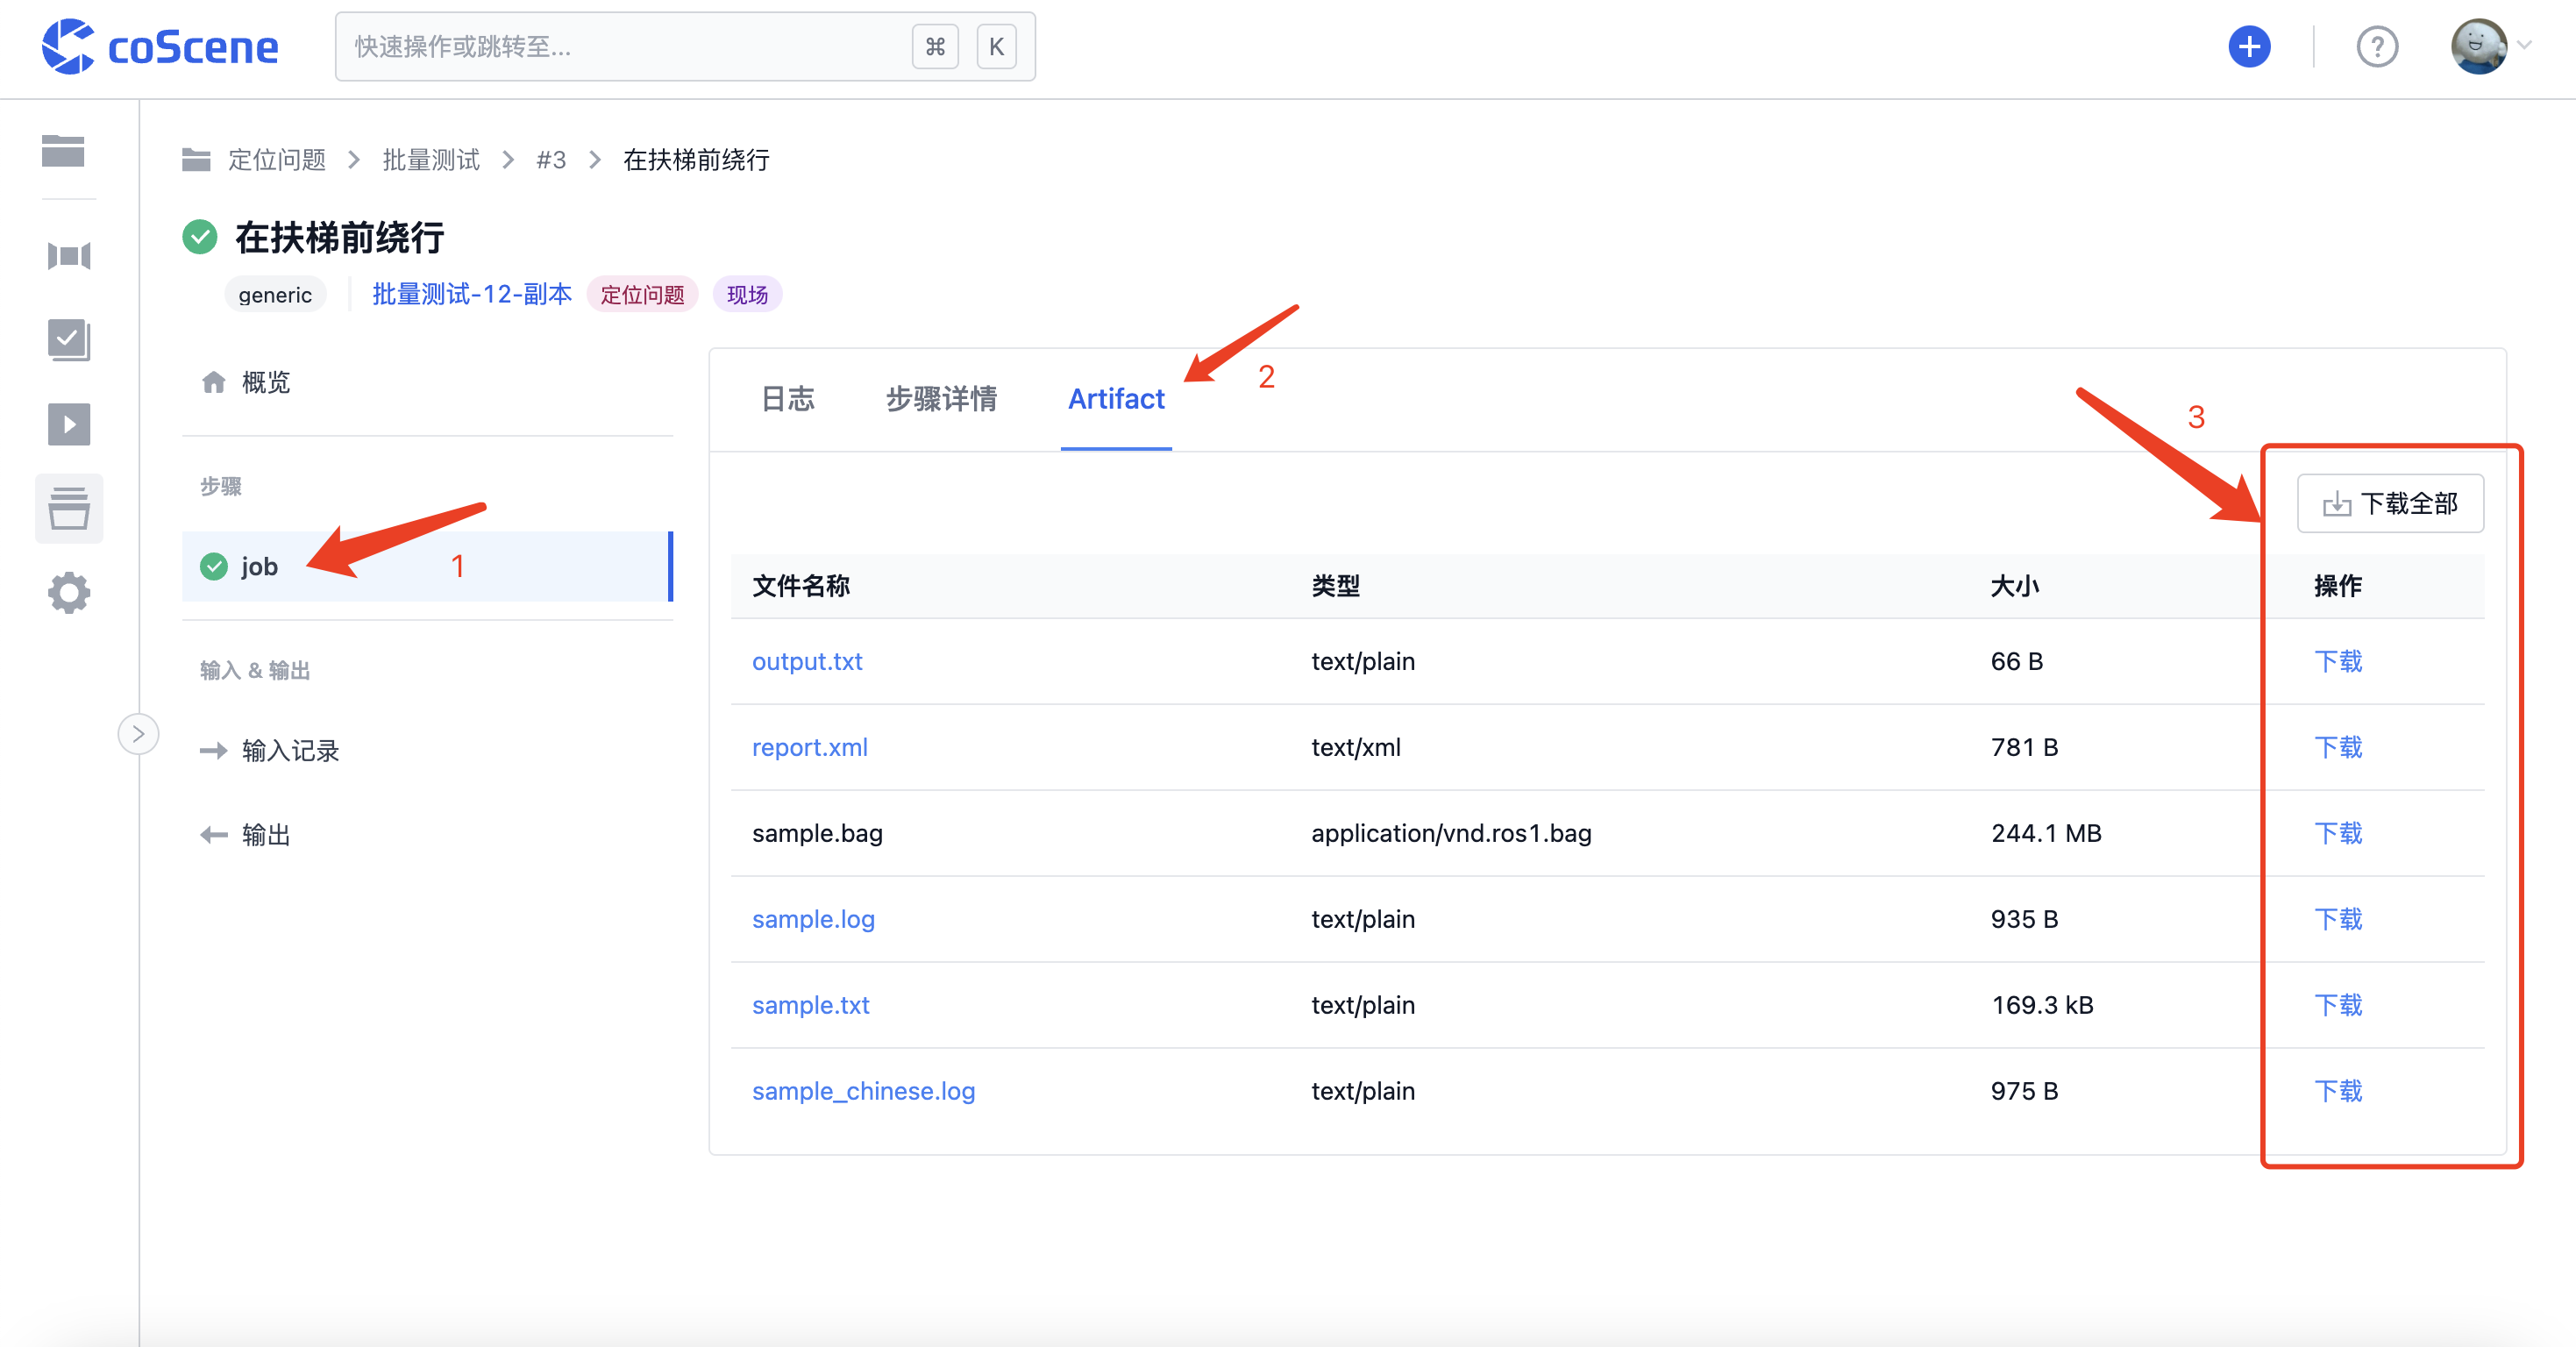 coScene
快速操作或跳转至...
⌘ K
定位问题 > 批量测试 > #3 > 在扶梯前绕行
在扶梯前绕行
generic 批量测试-12-副本 定位问题 现场
概览
步骤
job
1
输入 & 输出
输入记录
输出
日志 步骤详情 Artifact
2
3
下载全部
文件名称 类型 大小 操作
output.txt text/plain 66 B 下载
report.xml text/xml 781 B 下载
sample.bag application/vnd.ros1.bag 244.1 MB 下载
sample.log text/plain 935 B 下载
sample.txt text/plain 169.3 kB 下载
sample_chinese.log text/plain 975 B 下载